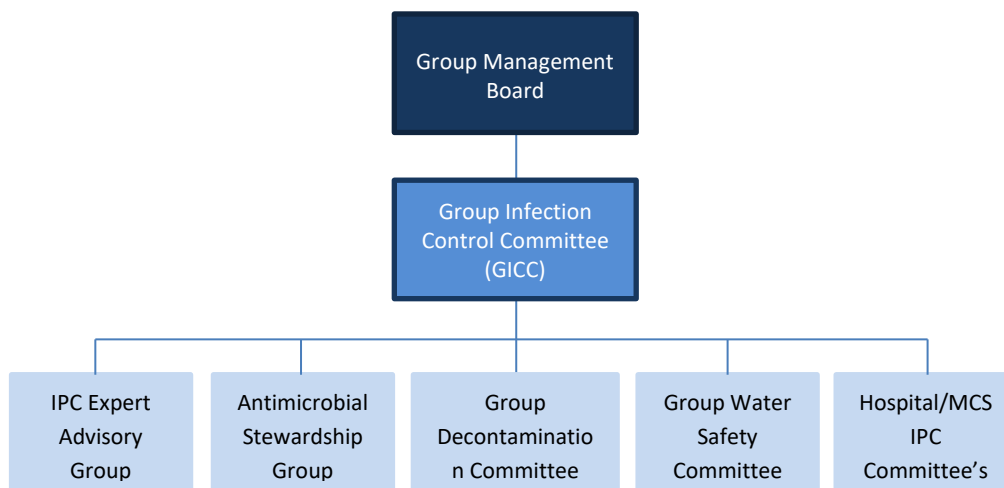 Group Management
Board
Group Infection
Control Committee
(GICC)
IPC Expert
Advisory
Group
Antimicrobial
Stewardship
Group
Group
Decontaminatio
n Committee
Group Water
Safety
Committee
Hospital/MCS
IPC
Committee's